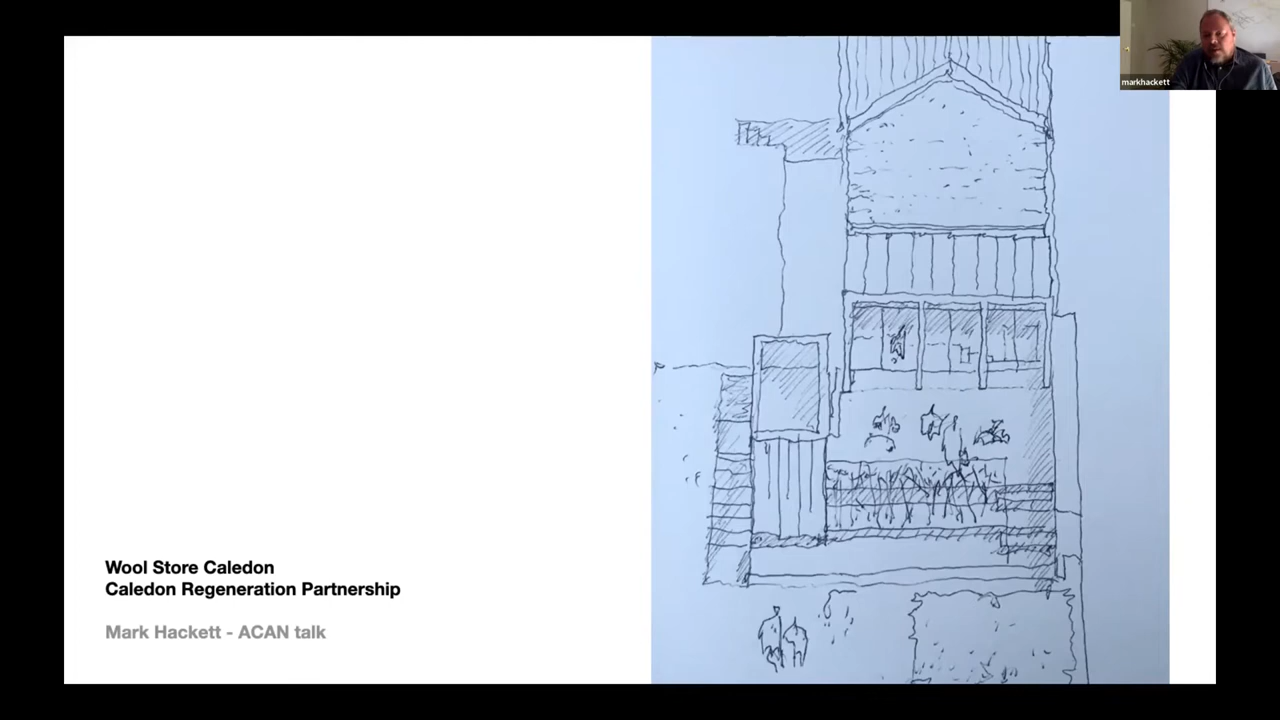 markhackett
Wool Store Caledon
Caledon Regeneration Partnership
Mark Hackett - ACAN talk